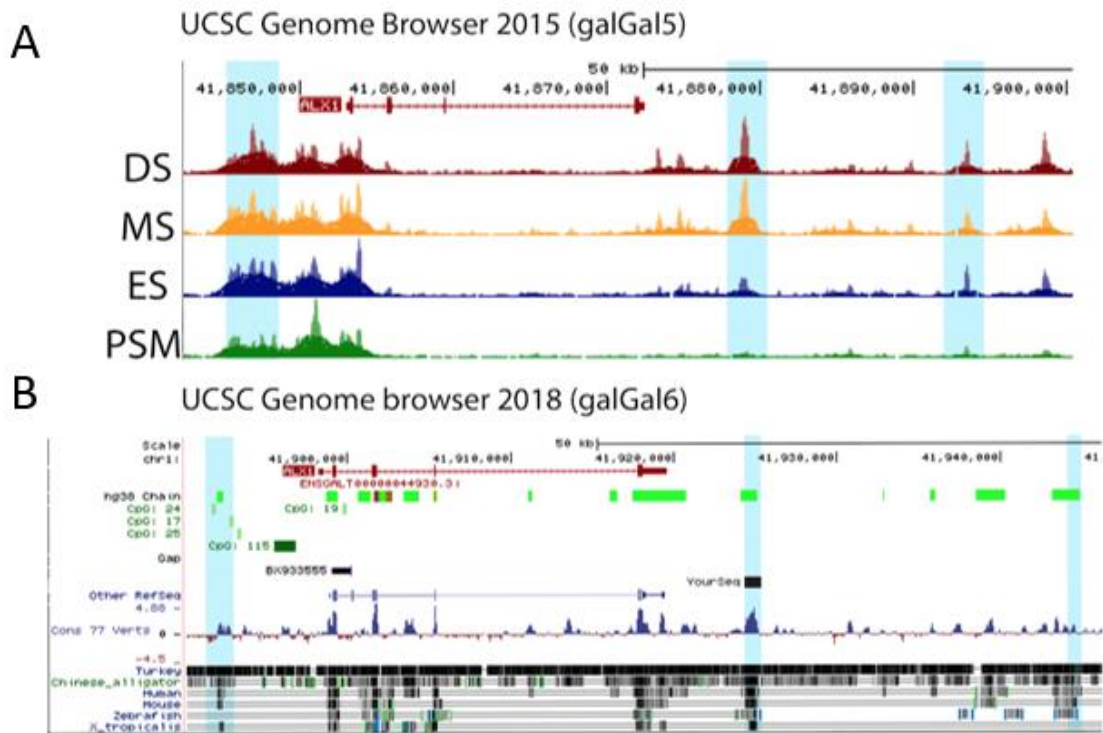 A
UCSC Genome Browser 2015 (galGal5)
50 kb
41,850,000 41,860,000 41,870,000 41,880,000 41,890,000 41,900,000
ALX1
DS
MS
ES
PSM
B
UCSC Genome browser 2018 (galGal6)
Scale 50 kb
chr1: 41,900,000 41,910,000 41,920,000 41,930,000 41,940,000 41
ALX1
ENSGALT00000044930.3
hg38 Chain
CpG: 24 CpG: 19
CpG: 17
CpG: 25
CpG: 115
Gap
BX933555
YourSeq
Other RefSeq
4.88
Cons 77 Verts 0
-4.5
Turkey
Chinese_alligator
Human
Mouse
Zebrafish
X_tropicalis